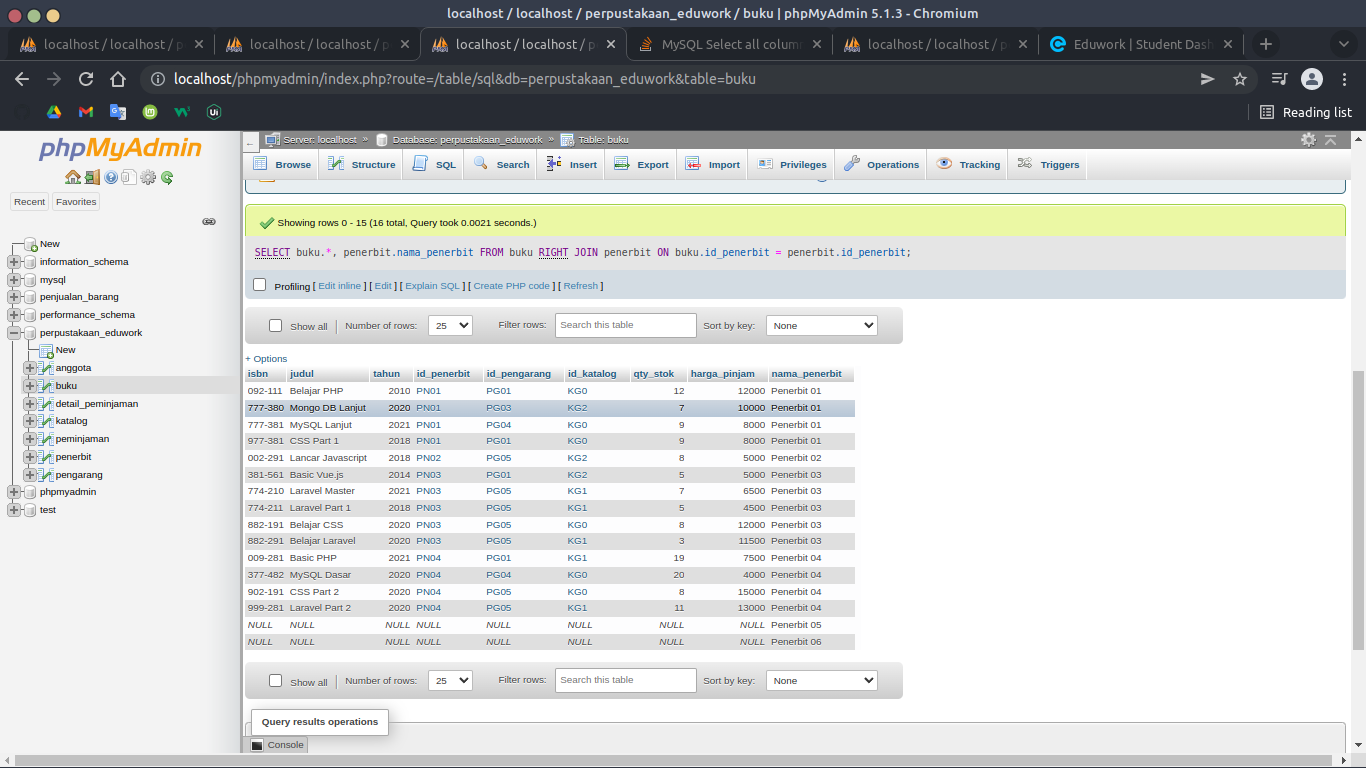 localhost / localhost / perpustakaan_eduwork / buku | phpMyAdmin 5.1.3 - Chromium
localhost / localhost / p
localhost / localhost / p
localhost / localhost / p
MySQL Select all colum
localhost / localhost / p
Eduwork | Student Dash
localhost/phpmyadmin/index.php?route=/table/sql&db=perpustakaan_eduwork&table=buku
Reading list
phpMyAdmin
Recent Favorites
New
information_schema
mysql
penjualan_barang
performance_schema
perpustakaan_eduwork
New
anggota
buku
detail_peminjaman
katalog
peminjaman
penerbit
pengarang
phpmyadmin
test
Server: localhost » Database: perpustakaan_eduwork » Table: buku
Browse Structure SQL Search Insert Export Import Privileges Operations Tracking Triggers
Showing rows 0 - 15 (16 total, Query took 0.0021 seconds.)
SELECT buku.*, penerbit.nama_penerbit FROM buku RIGHT JOIN penerbit ON buku.id_penerbit = penerbit.id_penerbit;
Profiling [ Edit inline ] [ Edit ] [ Explain SQL ] [ Create PHP code ] [ Refresh ]
Show all | Number of rows: 25 Filter rows: Search this table Sort by key: None
+ Options
isbn judul tahun id_penerbit id_pengarang id_katalog qty_stok harga_pinjam nama_penerbit
092-111 Belajar PHP 2010 PN01 PG01 KG0 12 12000 Penerbit 01
777-380 Mongo DB Lanjut 2020 PN01 PG03 KG2 7 10000 Penerbit 01
777-381 MySQL Lanjut 2021 PN01 PG04 KG0 9 8000 Penerbit 01
977-381 CSS Part 1 2018 PN01 PG01 KG0 9 8000 Penerbit 01
002-291 Lancar Javascript 2018 PN02 PG05 KG2 8 5000 Penerbit 02
381-561 Basic Vue.js 2014 PN03 PG01 KG2 5 5000 Penerbit 03
774-210 Laravel Master 2021 PN03 PG05 KG1 7 6500 Penerbit 03
774-211 Laravel Part 1 2018 PN03 PG05 KG1 5 4500 Penerbit 03
882-191 Belajar CSS 2020 PN03 PG05 KG0 8 12000 Penerbit 03
882-291 Belajar Laravel 2020 PN03 PG05 KG1 3 11500 Penerbit 03
009-281 Basic PHP 2021 PN04 PG01 KG1 19 7500 Penerbit 04
377-482 MySQL Dasar 2020 PN04 PG04 KG0 20 4000 Penerbit 04
902-191 CSS Part 2 2020 PN04 PG05 KG0 8 15000 Penerbit 04
999-281 Laravel Part 2 2020 PN04 PG05 KG1 11 13000 Penerbit 04
NULL NULL NULL NULL NULL NULL NULL NULL Penerbit 05
NULL NULL NULL NULL NULL NULL NULL NULL Penerbit 06
Show all | Number of rows: 25 Filter rows: Search this table Sort by key: None
Query results operations
Console